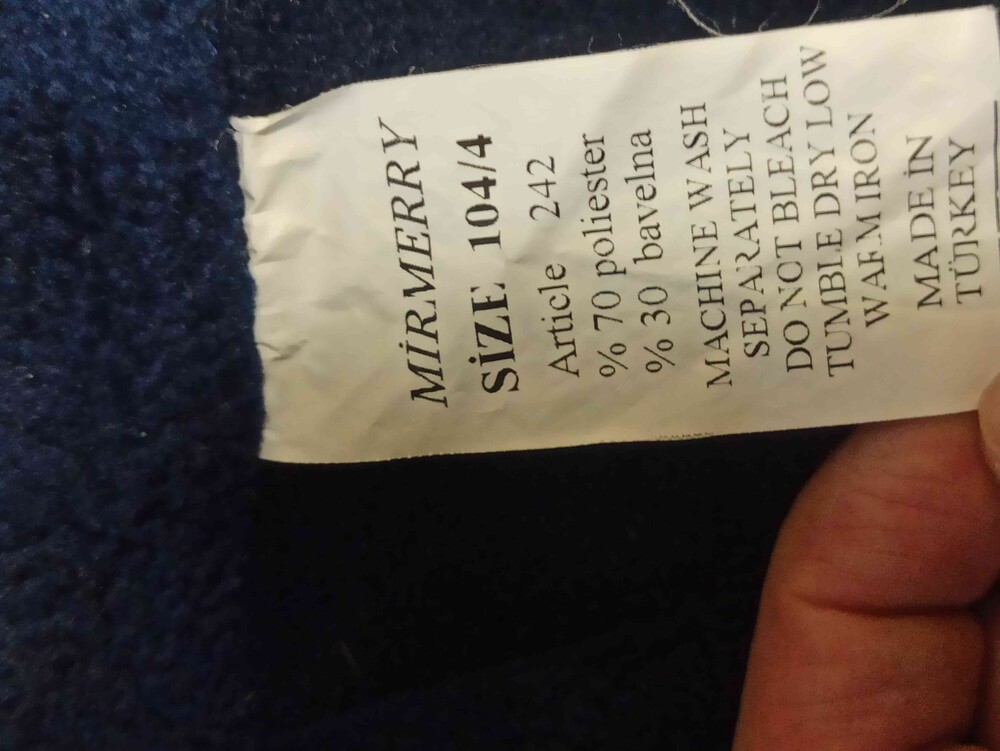 MİRMERRY
SİZE 104/4
Article 242
% 70 poliester
% 30 bavelna
MACHINE WASH
SEPARATELY
DO NOT BLEACH
TUMBLE DRY LOW
WARM IRON
MADE İN
TÜRKEY